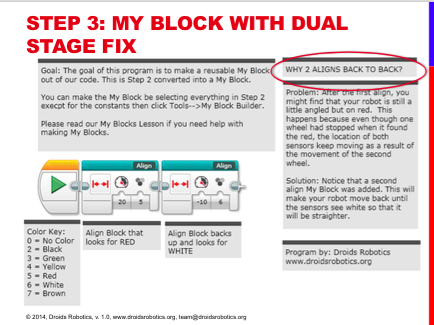 STEP 3: MY BLOCK WITH DUAL
STAGE FIX
Goal: The goal of this program is to make a reusable My Block
out of our code. This is Step 2 converted into a My Block.
You can make the My Block be selecting everything in Step 2
execpt for the constants then click Tools-->My Block Builder.
Please read our My Blocks Lesson if you need help with
making My Blocks.
WHY 2 ALIGNS BACK TO BACK?
Problem: After the first align, you
might find that your robot is still a
little angled but on red. This
happens because even though one
wheel had stopped when it found
the red, the location of both
sensors keep moving as a result of
the movement of the second
wheel.
Solution: Notice that a second
align My Block was added. This will
make your robot move back until
the sensors see white so that it
will be straighter.
Align
Align
20 5
-10 6
Color Key:
0 = No Color
2 = Black
3 = Green
4 = Yellow
5 = Red
6 = White
7 = Brown
Align Block that
looks for RED
Align Block backs
up and looks for
WHITE
Program by: Droids Robotics
www.droidsrobotics.org
© 2014, Droids Robotics, v. 1.0, www.droidsrobotics.org, team@droidsrobotics.org